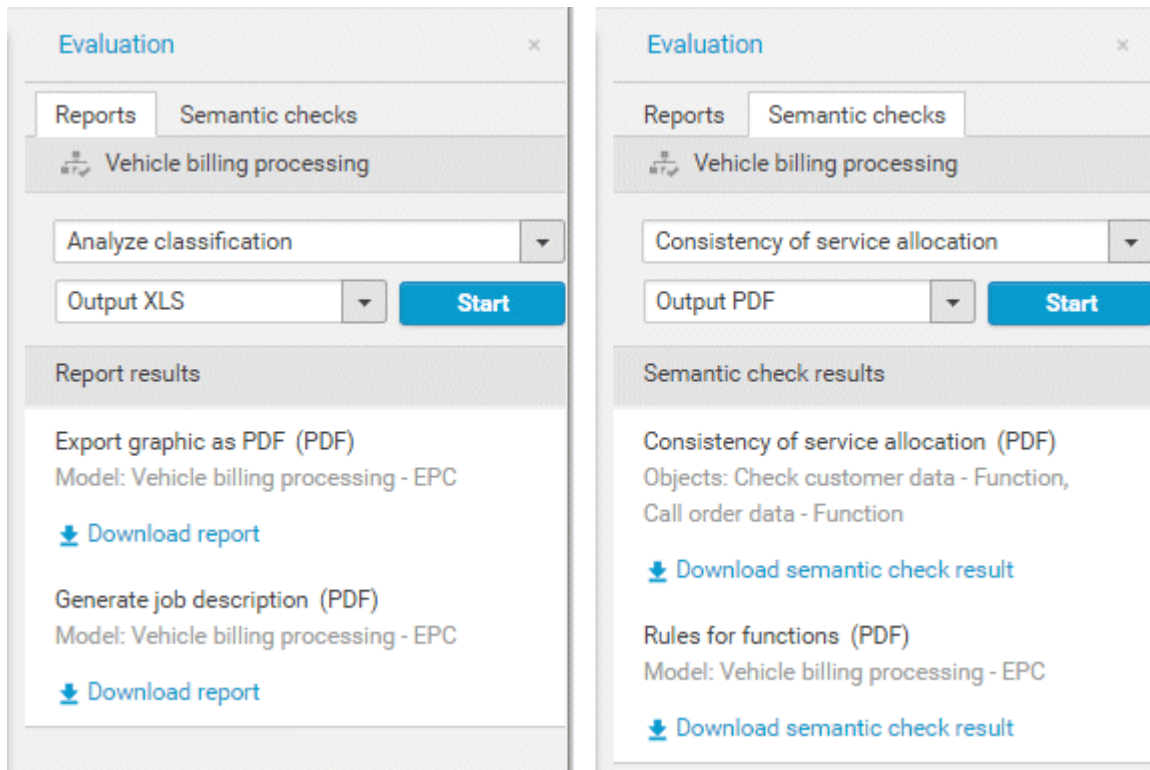 Evaluation ×
Reports Semantic checks
Vehicle billing processing
Analyze classification
Output XLS Start
Report results
Export graphic as PDF (PDF)
Model: Vehicle billing processing - EPC
Download report
Generate job description (PDF)
Model: Vehicle billing processing - EPC
Download report
Evaluation ×
Reports Semantic checks
Vehicle billing processing
Consistency of service allocation
Output PDF Start
Semantic check results
Consistency of service allocation (PDF)
Objects: Check customer data - Function,
Call order data - Function
Download semantic check result
Rules for functions (PDF)
Model: Vehicle billing processing - EPC
Download semantic check result